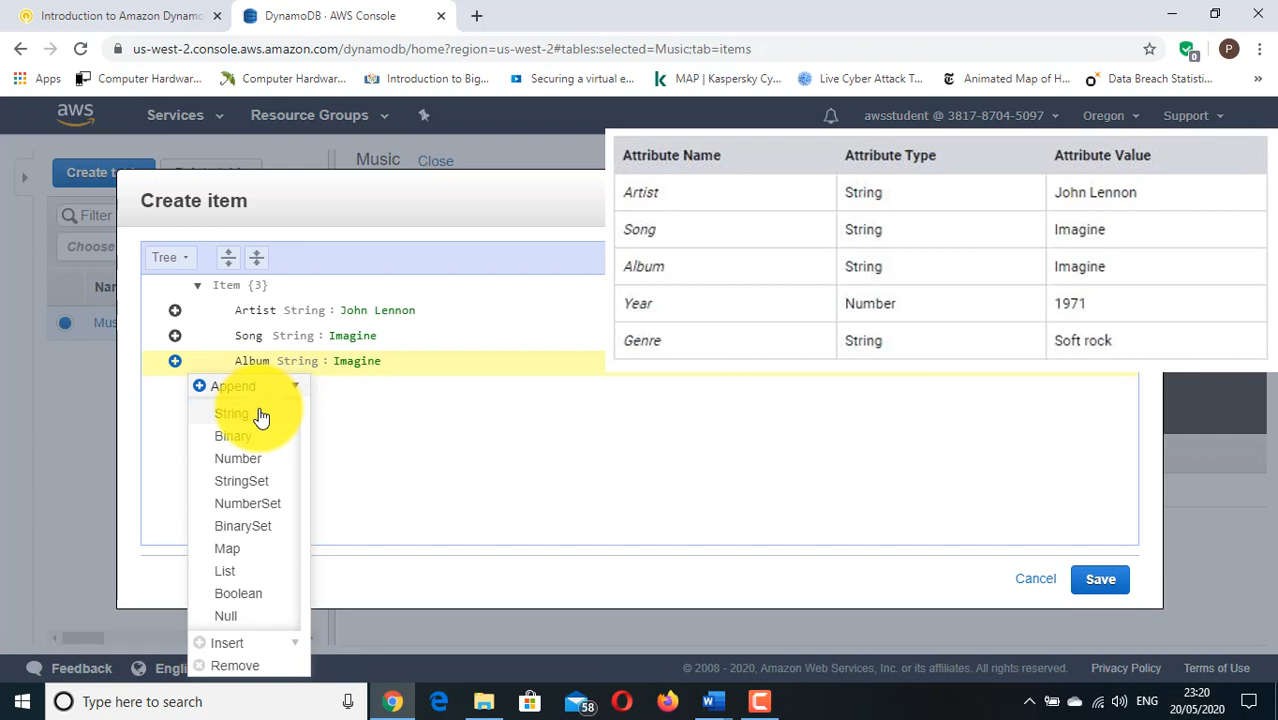 Introduction to Amazon Dynamo
DynamoDB · AWS Console
us-west-2.console.aws.amazon.com/dynamodb/home?region=us-west-2#tables:selected=Music;tab=items
P
0
Apps
Computer Hardwar...
Computer Hardwar...
Introduction to Big...
Securing a virtual e...
MAP | Kaspersky Cy...
Live Cyber Attack T...
Animated Map of H...
Data Breach Statisti...
»
aws
Services
Resource Groups
awsstudent @ 3817-8704-5097
Oregon
Support
Music
Close
Filter
Choose
Create item
Tree
Item {3}
Artist String : John Lennon
Song String : Imagine
Album String : Imagine
Append
String
Binary
Number
StringSet
NumberSet
BinarySet
Map
List
Boolean
Null
Insert
Remove
Attribute Name Attribute Type Attribute Value
Artist String John Lennon
Song String Imagine
Album String Imagine
Year Number 1971
Genre String Soft rock
Cancel
Save
Feedback
© 2008 - 2020, Amazon Web Services, Inc. or its affiliates. All rights reserved.
Privacy Policy
Terms of Use
Type here to search
58
ENG
23:20
20/05/2020